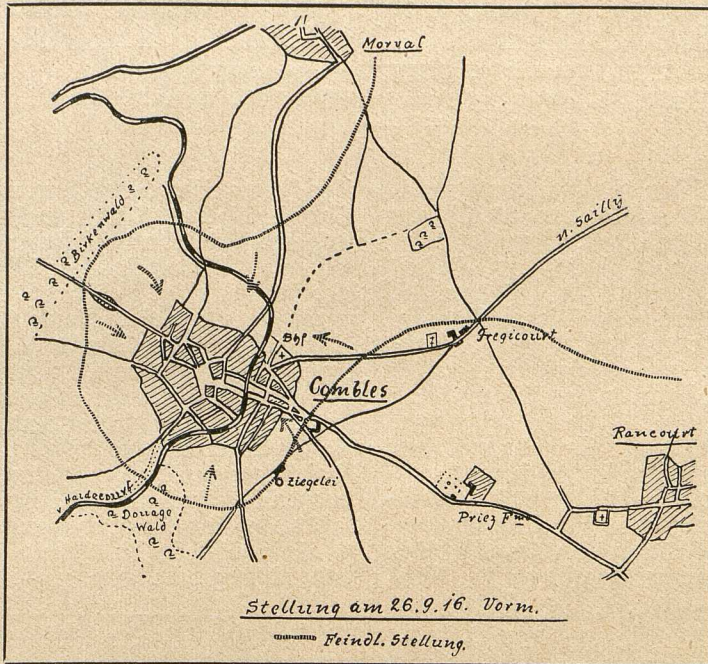 Morval
Birkenwald
n. Sailly
Bhf
Fregicourt
Combles
Rancourt
Ziegelei
Haidecourt
Douage
Wald
Priez Fme
Stellung am 26.9.16. Vorm.
Feindl. Stellung.